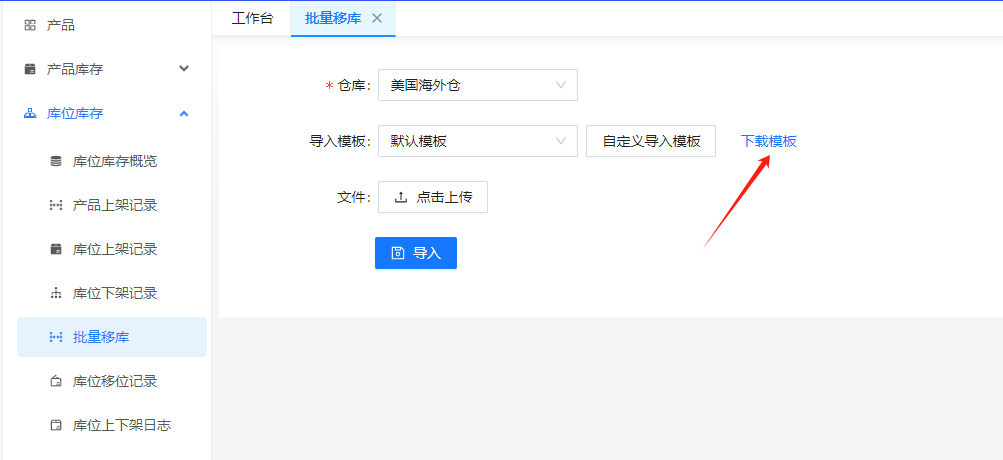 产品
产品库存
库位库存
库位库存概览
产品上架记录
库位上架记录
库位下架记录
批量移库
库位移位记录
库位上下架日志
工作台 批量移库
* 仓库: 美国海外仓
导入模板: 默认模板 自定义导入模板 下载模板
文件: 点击上传
导入